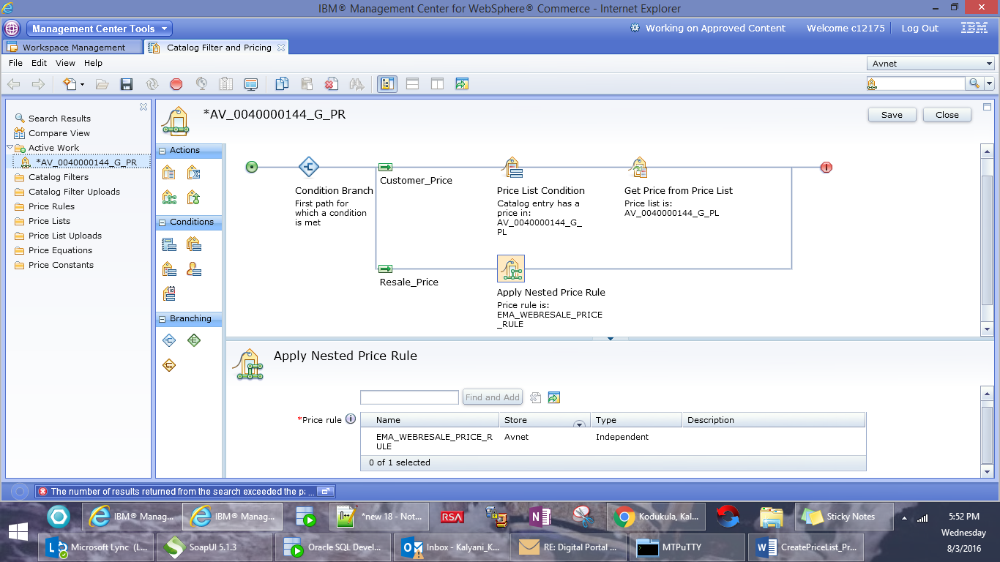 IBM® Management Center for WebSphere® Commerce - Internet Explorer
Management Center Tools
Working on Approved Content
Welcome c12175
Log Out
IBM
Workspace Management
Catalog Filter and Pricing
File Edit View Help
Avnet
Search Results
Compare View
Active Work
*AV_0040000144_G_PR
Catalog Filters
Catalog Filter Uploads
Price Rules
Price Lists
Price List Uploads
Price Equations
Price Constants
*AV_0040000144_G_PR
Save
Close
Actions
Conditions
Branching
Condition Branch
First path for
which a condition
is met
Customer_Price
Price List Condition
Catalog entry has a
price in:
AV_0040000144_G_
PL
Get Price from Price List
Price list is:
AV_0040000144_G_PL
Resale_Price
Apply Nested Price Rule
Price rule is:
EMA_WEBRESALE_PRICE
_RULE
Apply Nested Price Rule
Find and Add
*Price rule
Name Store Type Description
EMA_WEBRESALE_PRICE_R Avnet Independent
ULE
0 of 1 selected
The number of results returned from the search exceeded the pa ...
IBM® Manag...
IBM® Manag...
*new 18 - Not...
RSA
Kodukula, Kal...
Sticky Notes
5:52 PM
Wednesday
8/3/2016
Microsoft Lync (L...
SoapUI 5.1.3
Oracle SQL Devel...
Inbox - Kalyani_K...
RE: Digital Portal ...
MTPuTTY
CreatePriceList_Pr...